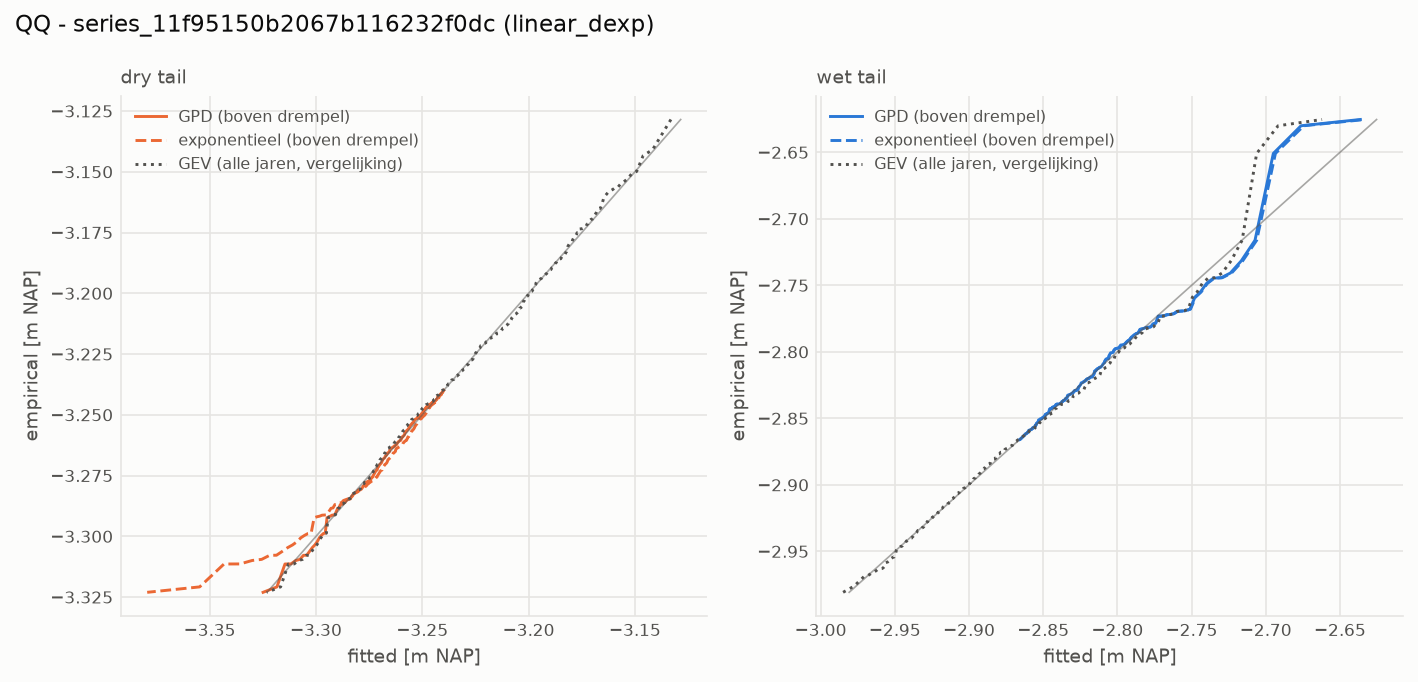 QQ - series_11f95150b2067b116232f0dc (linear_dexp)
dry tail
GPD (boven drempel)
exponentieel (boven drempel)
GEV (alle jaren, vergelijking)
−3.125
−3.150
−3.175
−3.200
−3.225
−3.250
−3.275
−3.300
−3.325
empirical [m NAP]
−3.35 −3.30 −3.25 −3.20 −3.15
fitted [m NAP]
wet tail
GPD (boven drempel)
exponentieel (boven drempel)
GEV (alle jaren, vergelijking)
−2.65
−2.70
−2.75
−2.80
−2.85
−2.90
−2.95
empirical [m NAP]
−3.00 −2.95 −2.90 −2.85 −2.80 −2.75 −2.70 −2.65
fitted [m NAP]